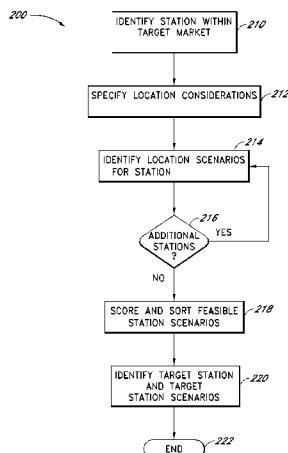 200
IDENTIFY STATION WITHIN
TARGET MARKET
210
SPECIFY LOCATION CONSIDERATIONS
212
214
IDENTIFY LOCATION SCENARIOS
FOR STATION
216
ADDITIONAL
STATIONS
?
YES
NO
SCORE AND SORT FEASIBLE
STATION SCENARIOS
218
IDENTIFY TARGET STATION
AND TARGET
STATION SCENARIOS
220
END
222